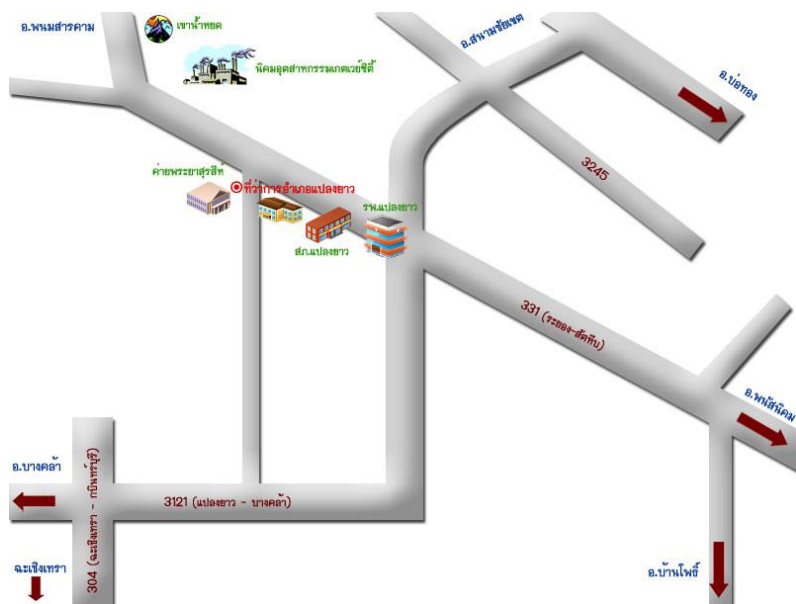 อ.พนมสารคาม
เขาน้ำหยด
นิคมอุตสาหกรรมเกตเวย์ซิตี้
อ.สนามชัยเขต
อ.บ่อทอง
3245
ค่ายพระยาสุรสีห์
ที่ว่าการอำเภอแปลงยาว
รพ.แปลงยาว
สภ.แปลงยาว
331 (ระยอง-สัตหีบ)
อ.พนัสนิคม
อ.บางคล้า
304 (ฉะเชิงเทรา - กบินทร์บุรี)
3121 (แปลงยาว - บางคล้า)
ฉะเชิงเทรา
อ.บ้านโพธิ์